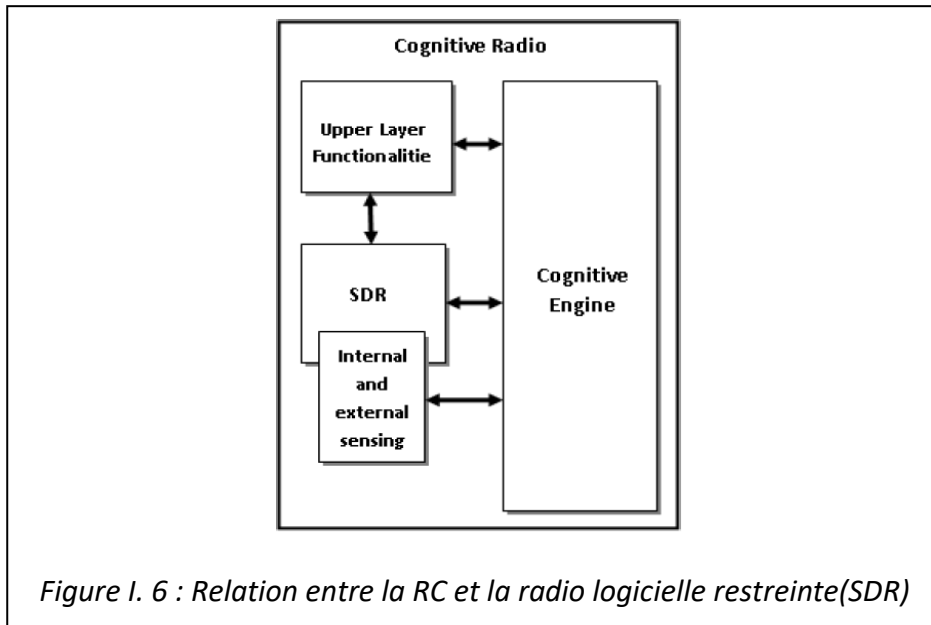 Cognitive Radio
Upper Layer
Functionalitie
SDR
Internal
and
external
sensing
Cognitive
Engine
Figure I. 6 : Relation entre la RC et la radio logicielle restreinte(SDR)